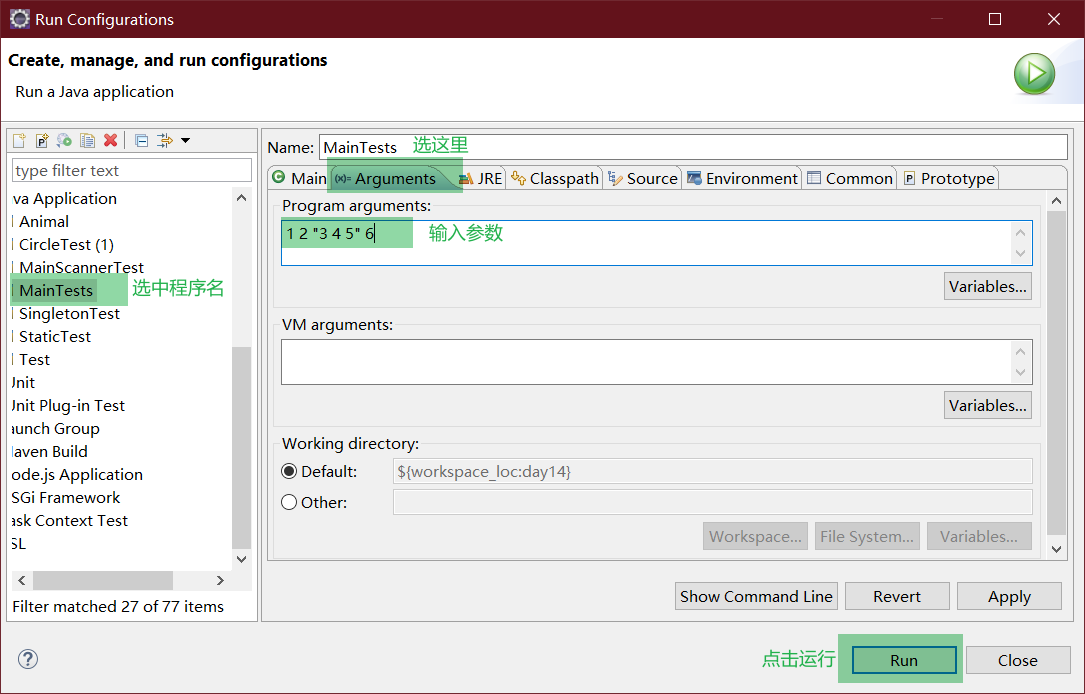 Run Configurations
Create, manage, and run configurations
Run a Java application
type filter text
va Application
Animal
CircleTest (1)
MainScannerTest
MainTests 选中程序名
SingletonTest
StaticTest
Test
Unit
Unit Plug-in Test
aunch Group
aven Build
ode.js Application
SGi Framework
ask Context Test
SL
Filter matched 27 of 77 items
Name: MainTests 选这里
Main (x)= Arguments JRE Classpath Source Environment Common P Prototype
Program arguments:
1 2 "3 4 5" 6 输入参数
Variables...
VM arguments:
Variables...
Working directory:
Default: ${workspace_loc:day14}
Other:
Workspace... File System... Variables...
Show Command Line Revert Apply
点击运行 Run Close